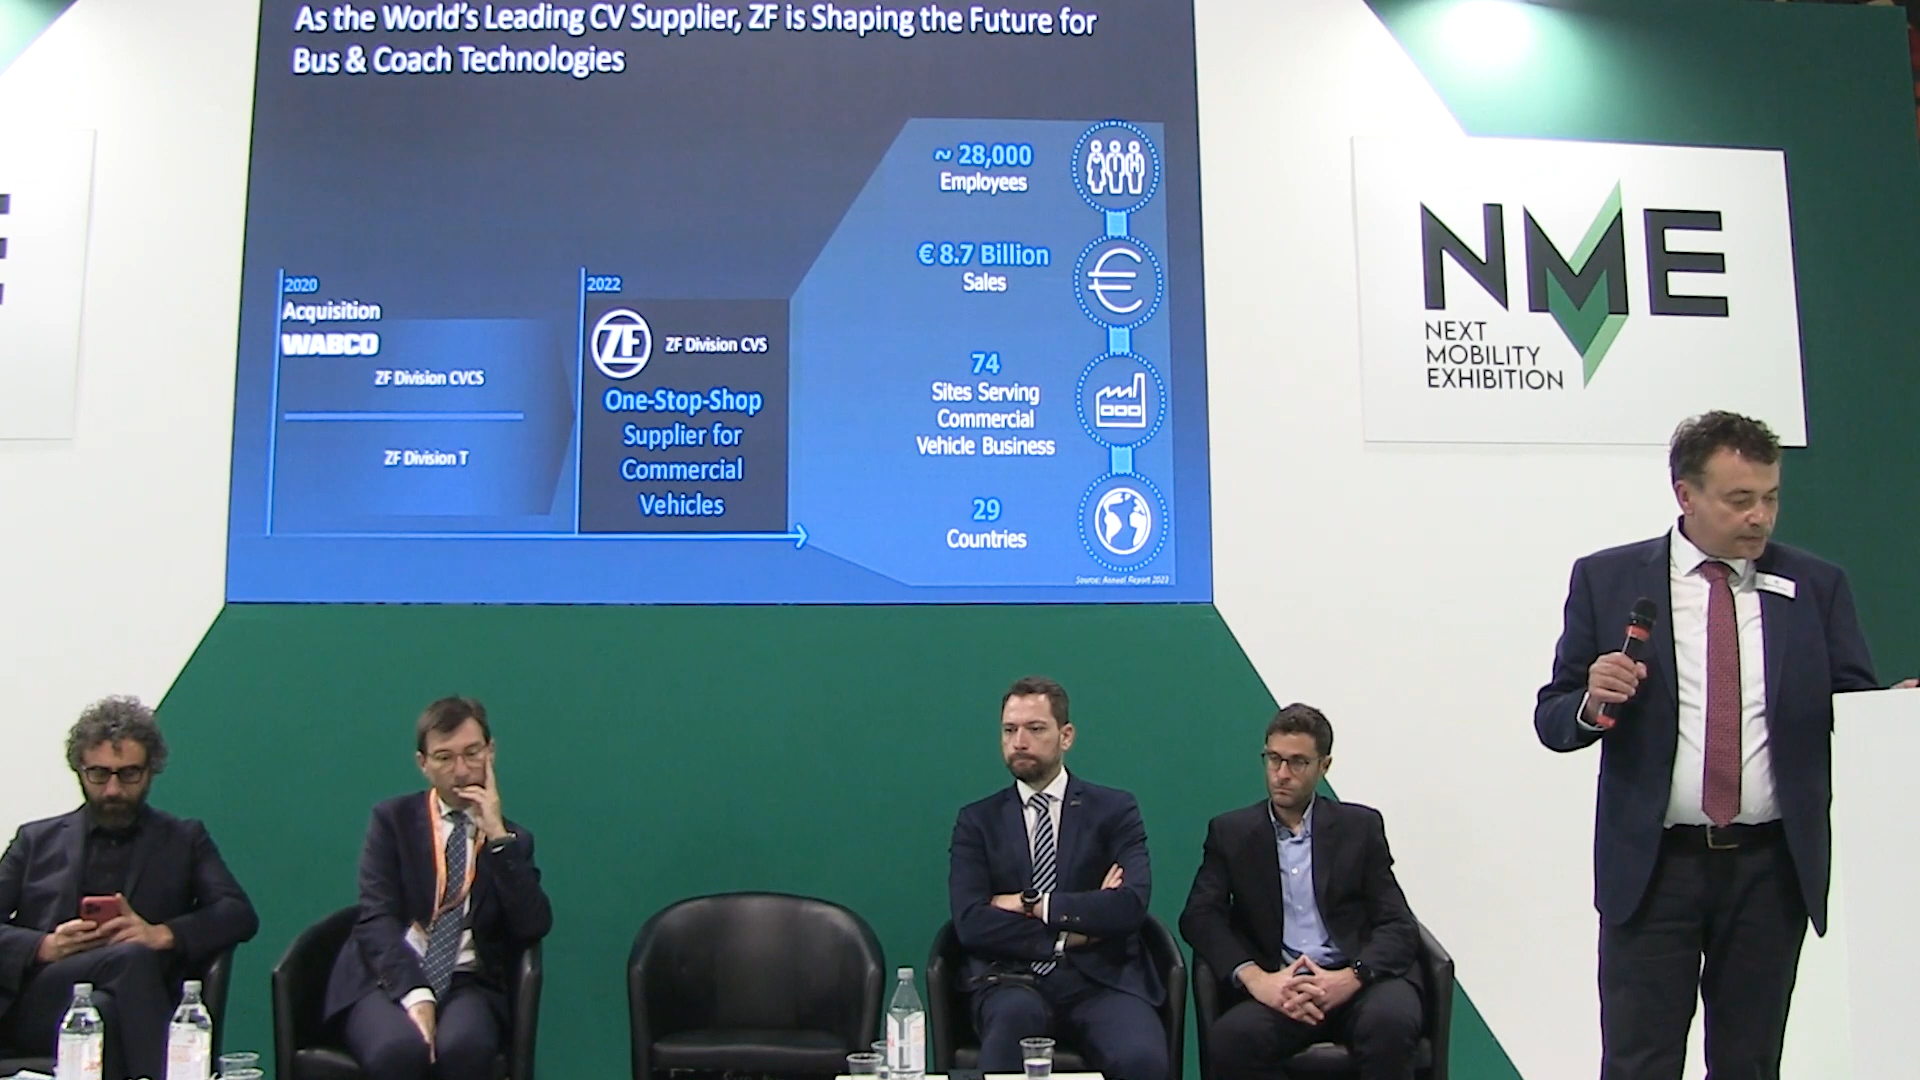 As the World's Leading CV Supplier, ZF is Shaping the Future for
Bus & Coach Technologies
~ 28,000
Employees
€ 8.7 Billion
Sales
74
Sites Serving
Commercial
Vehicle Business
29
Countries
Source: Annual Report 2023
2020
Acquisition
WABCO
ZF Division CVCS
ZF Division T
2022
ZF
ZF Division CVS
One-Stop-Shop
Supplier for
Commercial
Vehicles
NME
NEXT
MOBILITY
EXHIBITION